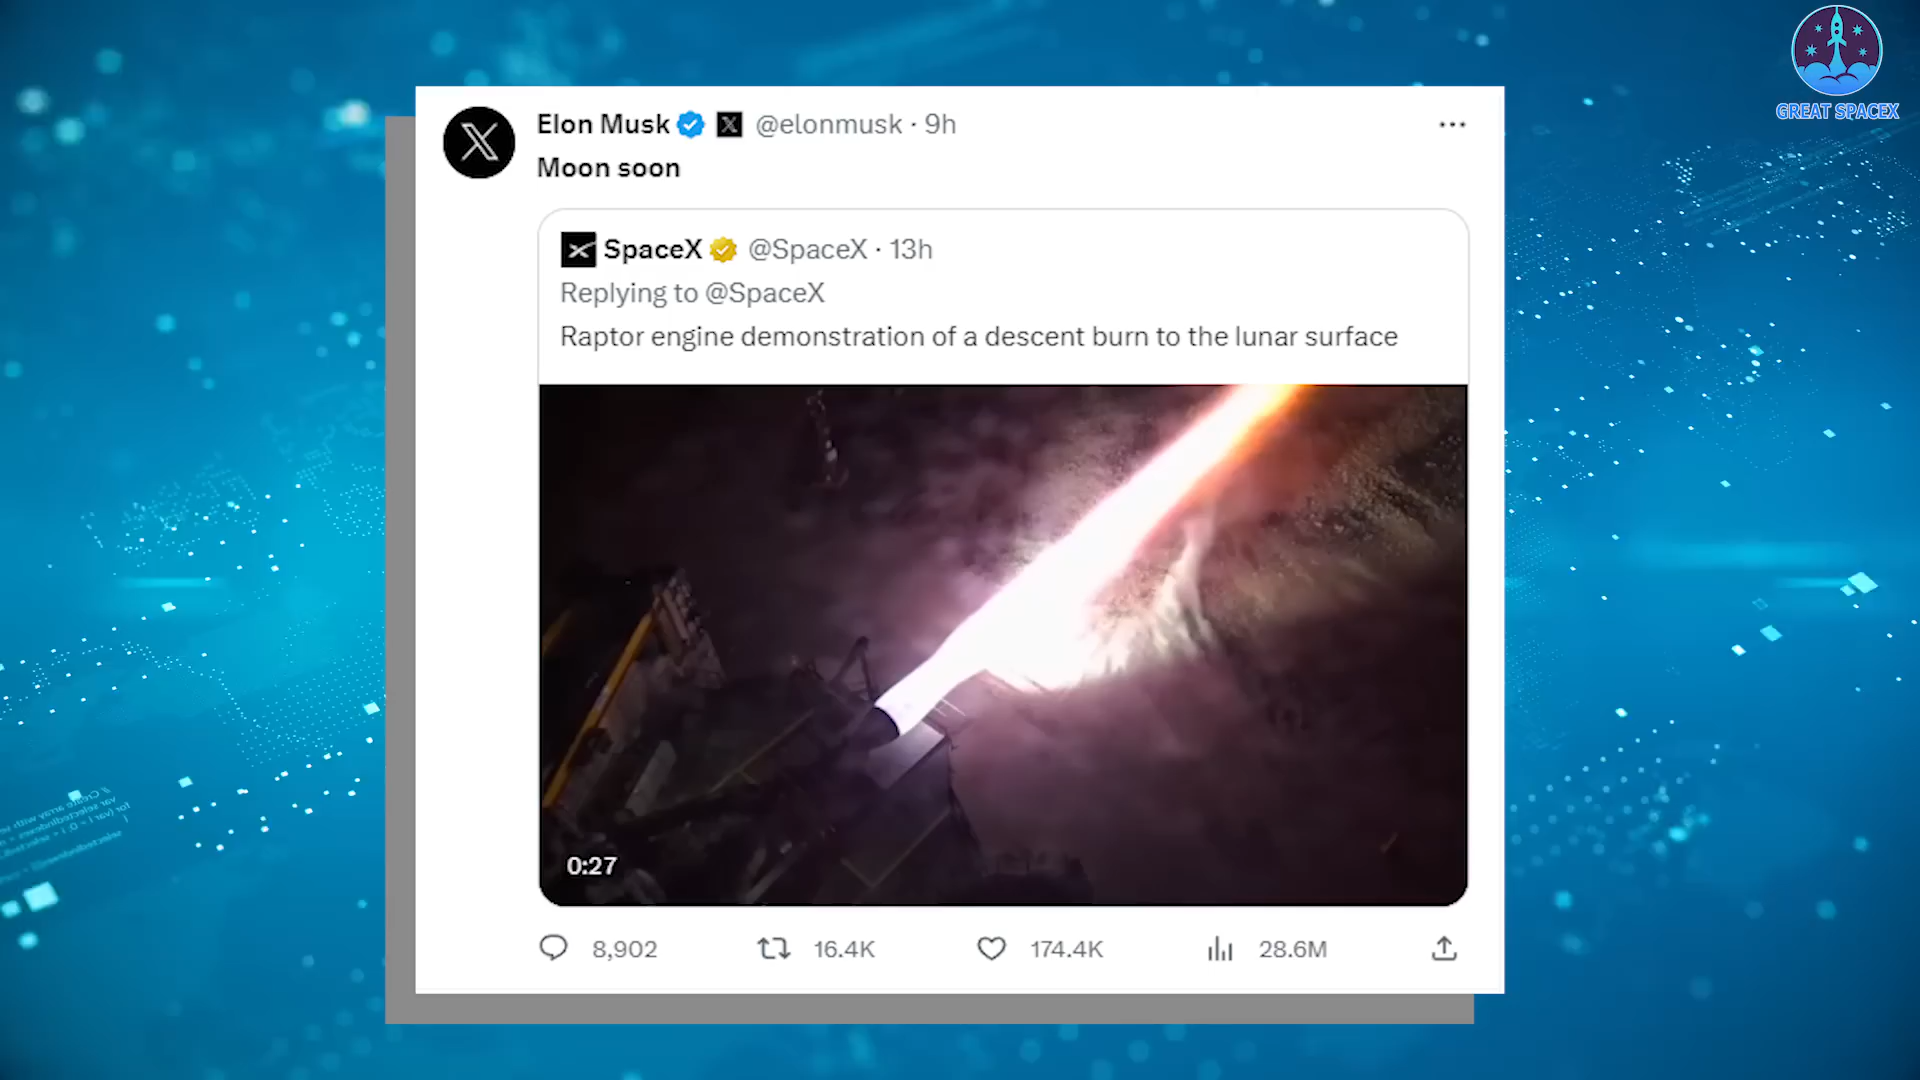 GREAT SPACEX
Elon Musk @elonmusk · 9h
Moon soon
SpaceX @SpaceX · 13h
Replying to @SpaceX
Raptor engine demonstration of a descent burn to the lunar surface
0:27
8,902 16.4K 174.4K 28.6M